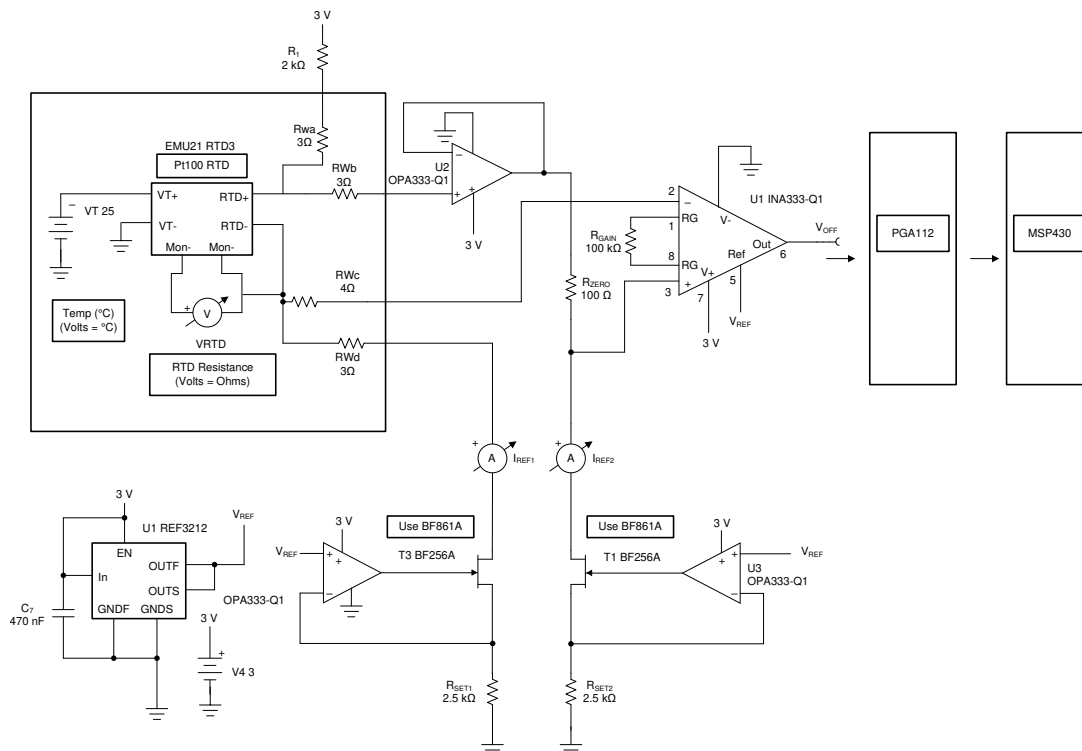 3 V
R1
2 kΩ
Rwa
3Ω
EMU21 RTD3
Pt100 RTD
VT+
RTD+
VT 25
VT-
RTD-
Mon-
Mon-
RWb
3Ω
U2
OPA333-Q1
3 V
RWc
4Ω
Temp (°C)
(Volts = °C)
V
VRTD
RTD Resistance
(Volts = Ohms)
RWd
3Ω
RGAIN
100 kΩ
RZERO
100 Ω
2
1
RG
8
RG
3
V-
U1 INA333-Q1
Out
6
Ref
5
V+
7
VREF
3 V
VOFF
PGA112
MSP430
A
IREF1
A
IREF2
3 V
U1 REF3212
VREF
EN
In
OUTF
OUTS
GNDF
GNDS
C7
470 nF
3 V
V4 3
Use BF861A
3 V
T3 BF256A
VREF
OPA333-Q1
RSET1
2.5 kΩ
Use BF861A
3 V
T1 BF256A
VREF
U3
OPA333-Q1
RSET2
2.5 kΩ